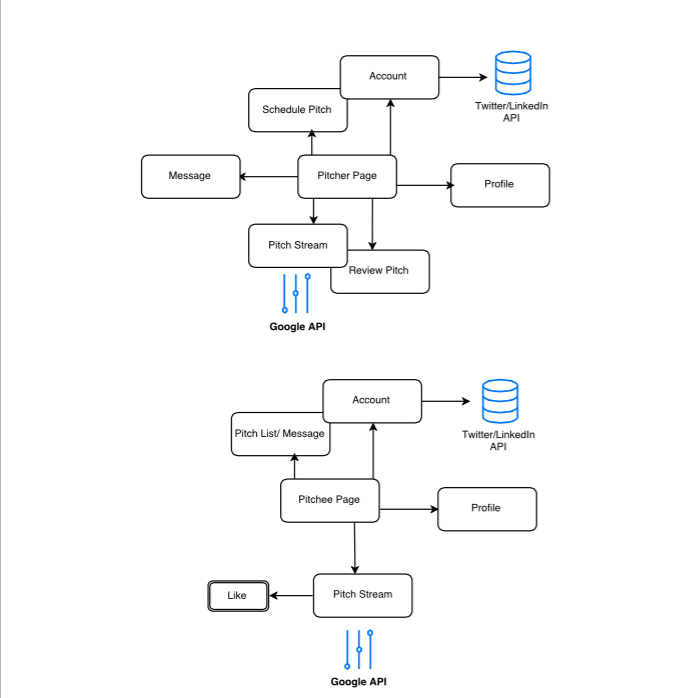 Account
Twitter/LinkedIn
API
Schedule Pitch
Message
Pitcher Page
Profile
Pitch Stream
Review Pitch
Google API
Account
Twitter/LinkedIn
API
Pitch List/ Message
Pitchee Page
Profile
Like
Pitch Stream
Google API